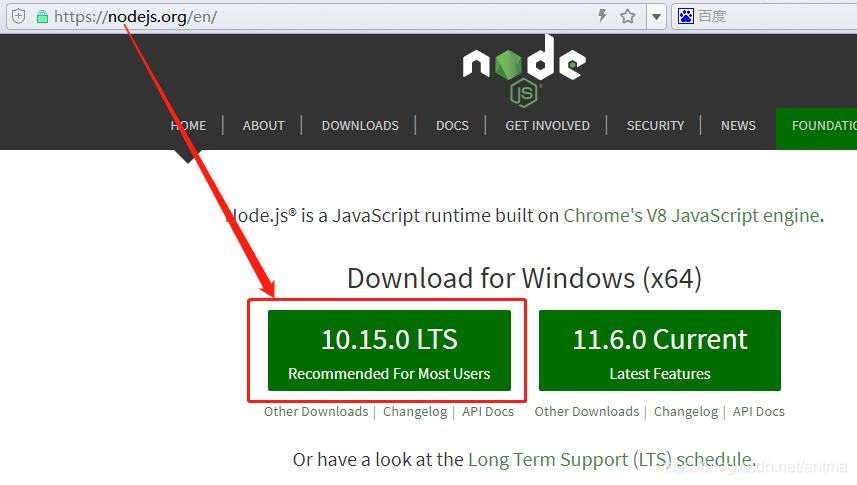 https://nodejs.org/en/
百度
node
JS
HOME
ABOUT
DOWNLOADS
DOCS
GET INVOLVED
SECURITY
NEWS
FOUNDATIO
Node.js® is a JavaScript runtime built on Chrome's V8 JavaScript engine.
Download for Windows (x64)
10.15.0 LTS
Recommended For Most Users
11.6.0 Current
Latest Features
Other Downloads | Changelog | API Docs
Other Downloads | Changelog | API Docs
Or have a look at the Long Term Support (LTS) schedule.
https://blog.csdn.net/antma